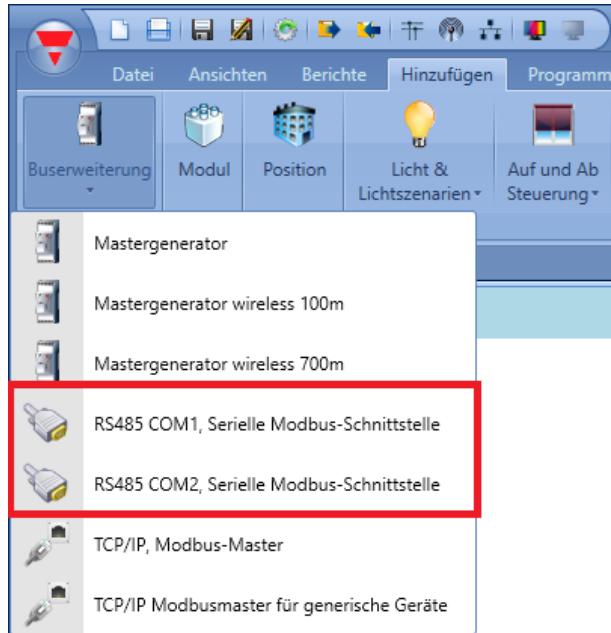 Datei Ansichten Berichte Hinzufügen Programm
Buserweiterung Modul Position Licht & Auf und Ab
Lichtszenarien Steuerung
Mastergenerator
Mastergenerator wireless 100m
Mastergenerator wireless 700m
RS485 COM1, Serielle Modbus-Schnittstelle
RS485 COM2, Serielle Modbus-Schnittstelle
TCP/IP, Modbus-Master
TCP/IP Modbusmaster für generische Geräte